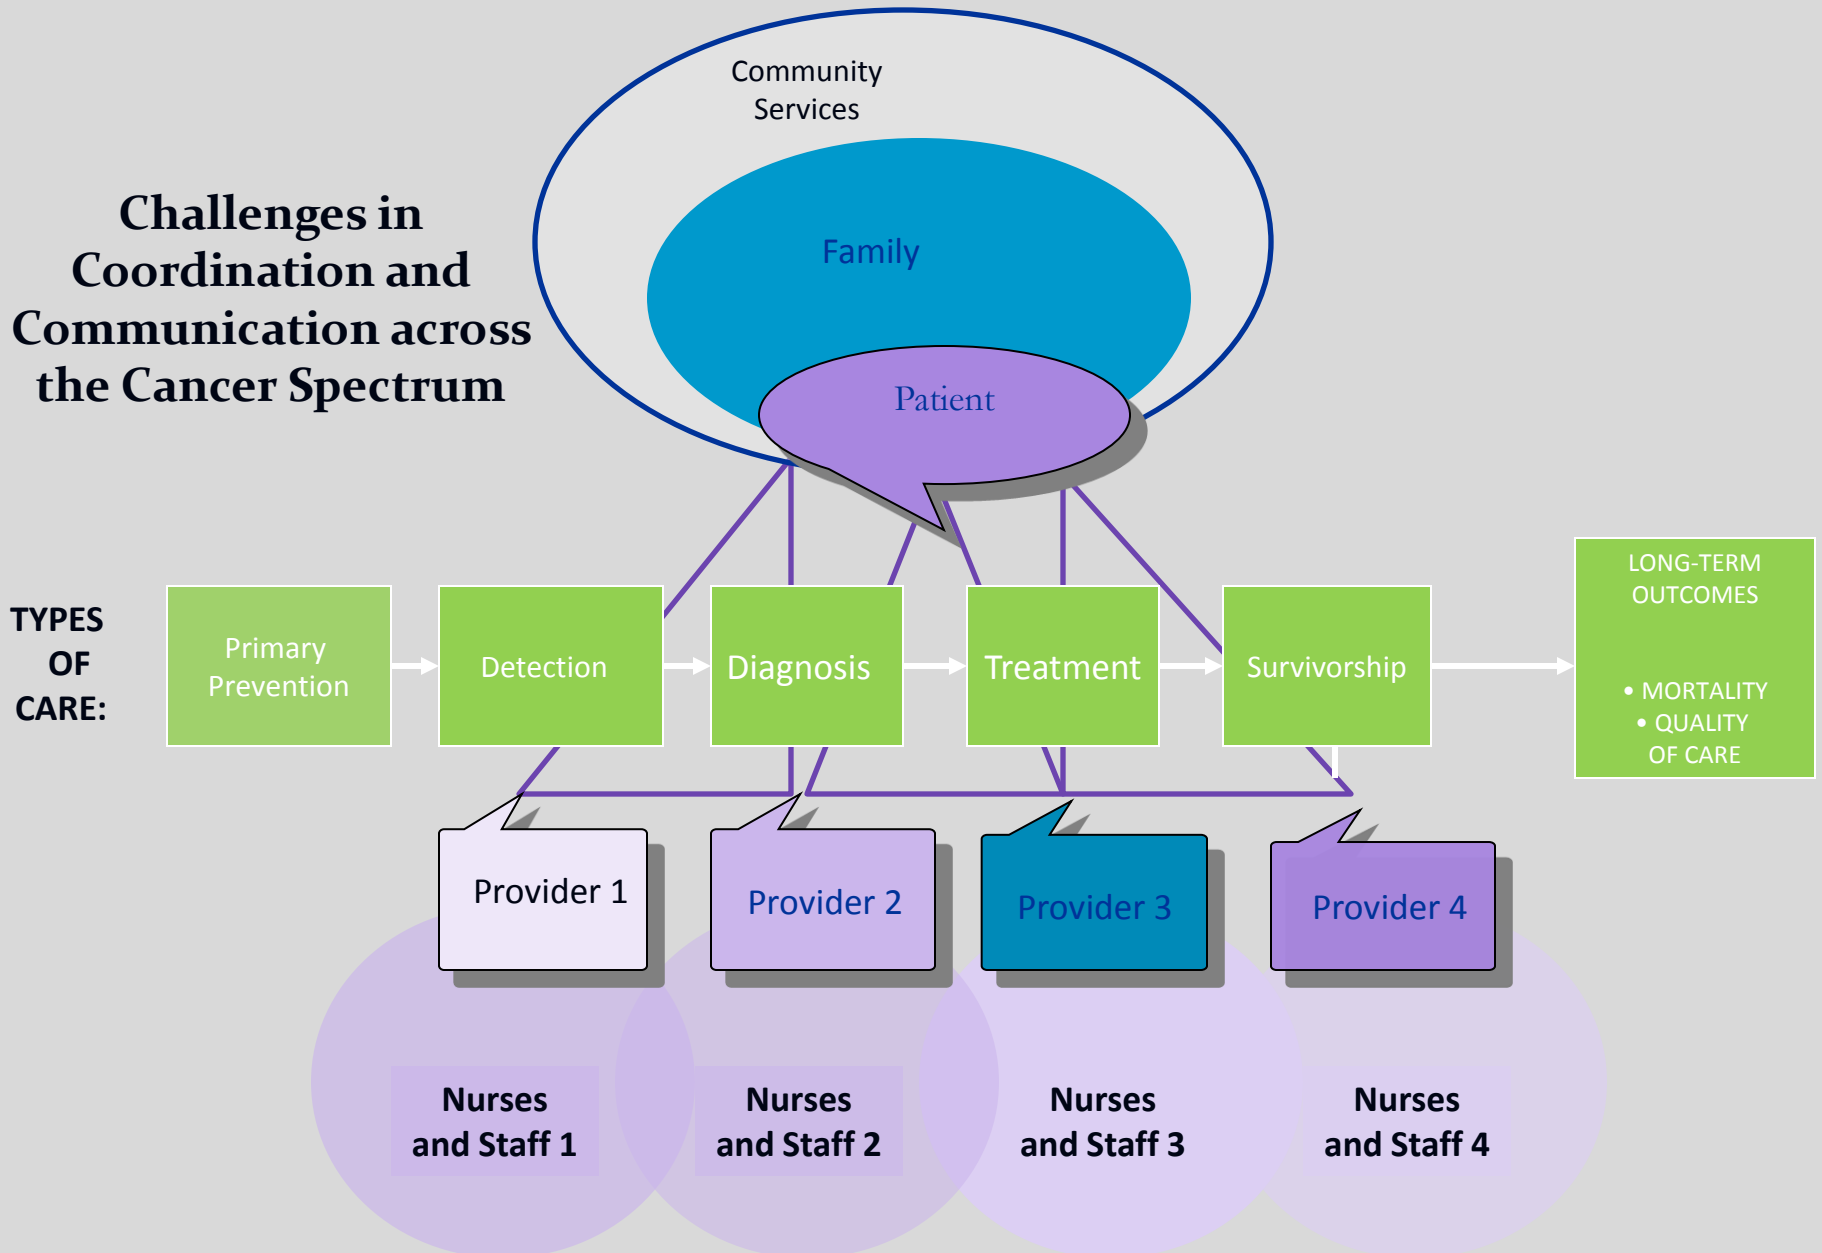 Community
Services
Challenges in
Coordination and
Communication across
the Cancer Spectrum
Family
Patient
TYPES
OF
CARE:
Primary
Prevention
Detection
Diagnosis
Treatment
Survivorship
LONG-TERM
OUTCOMES
• MORTALITY
• QUALITY
OF CARE
Provider 1
Provider 2
Provider 3
Provider 4
Nurses
and Staff 1
Nurses
and Staff 2
Nurses
and Staff 3
Nurses
and Staff 4